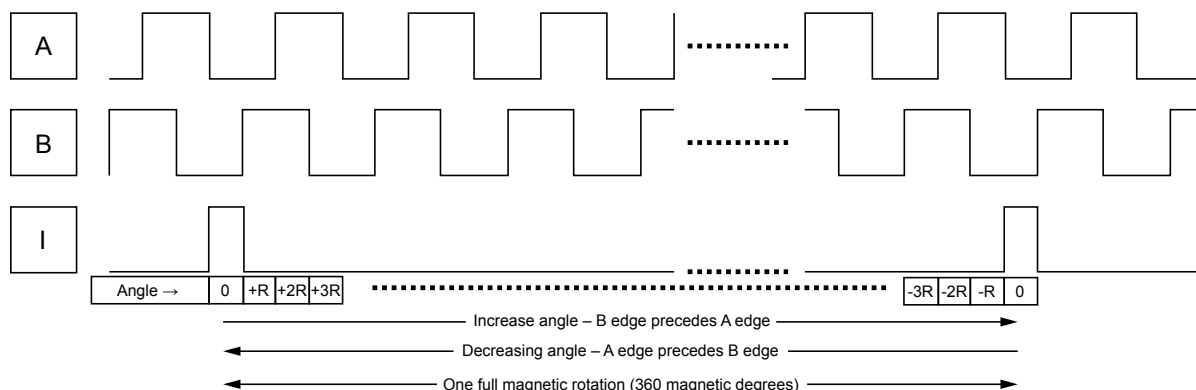 A
B
I
Angle → 0 +R +2R +3R -3R -2R -R 0
Increase angle – B edge precedes A edge
Decreasing angle – A edge precedes B edge
One full magnetic rotation (360 magnetic degrees)